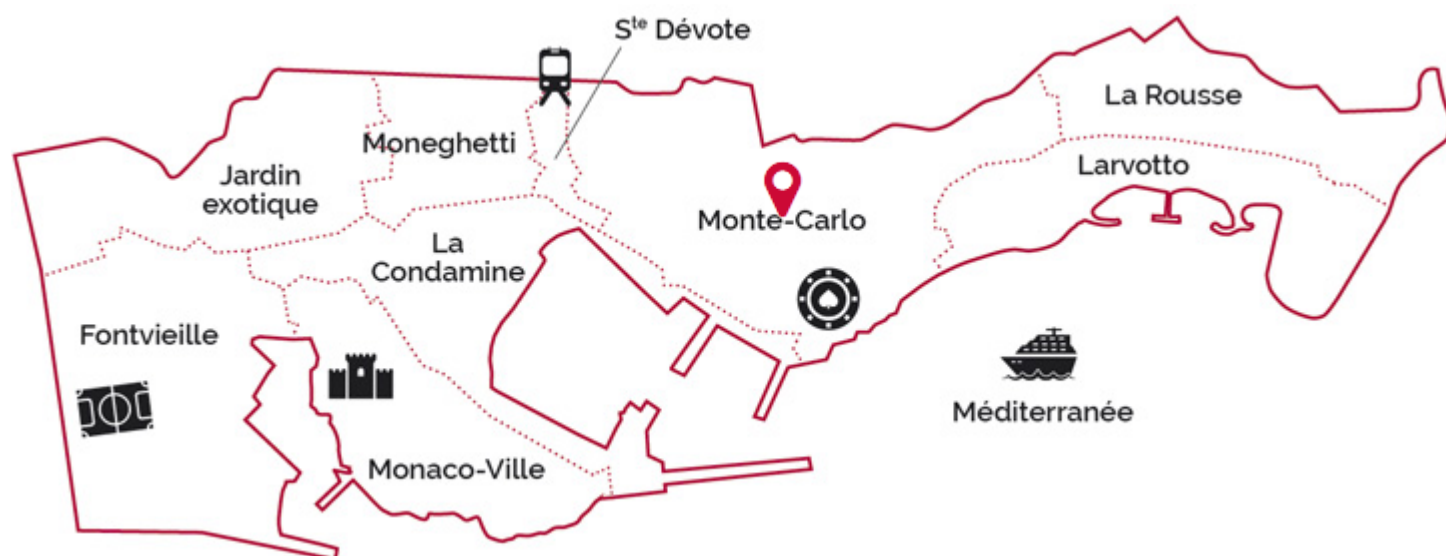 Sᵗᵉ Dévote
La Rousse
Moneghetti
Larvotto
Jardin
exotique
Monte-Carlo
La
Condamine
Fontvieille
Méditerranée
Monaco-Ville